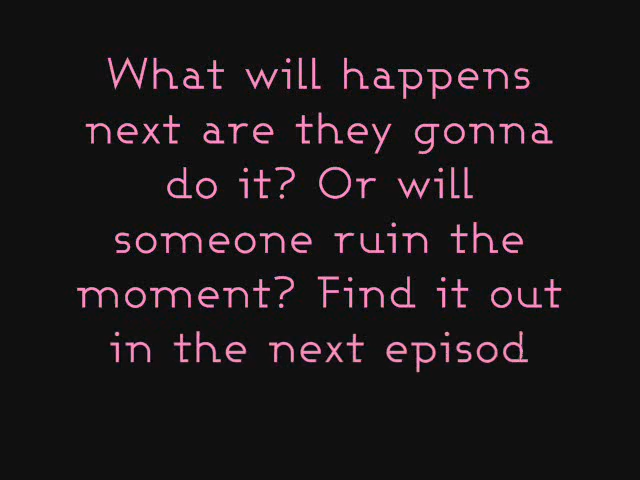 What will happens
next are they gonna
do it? Or will
someone ruin the
moment? Find it out
in the next episod